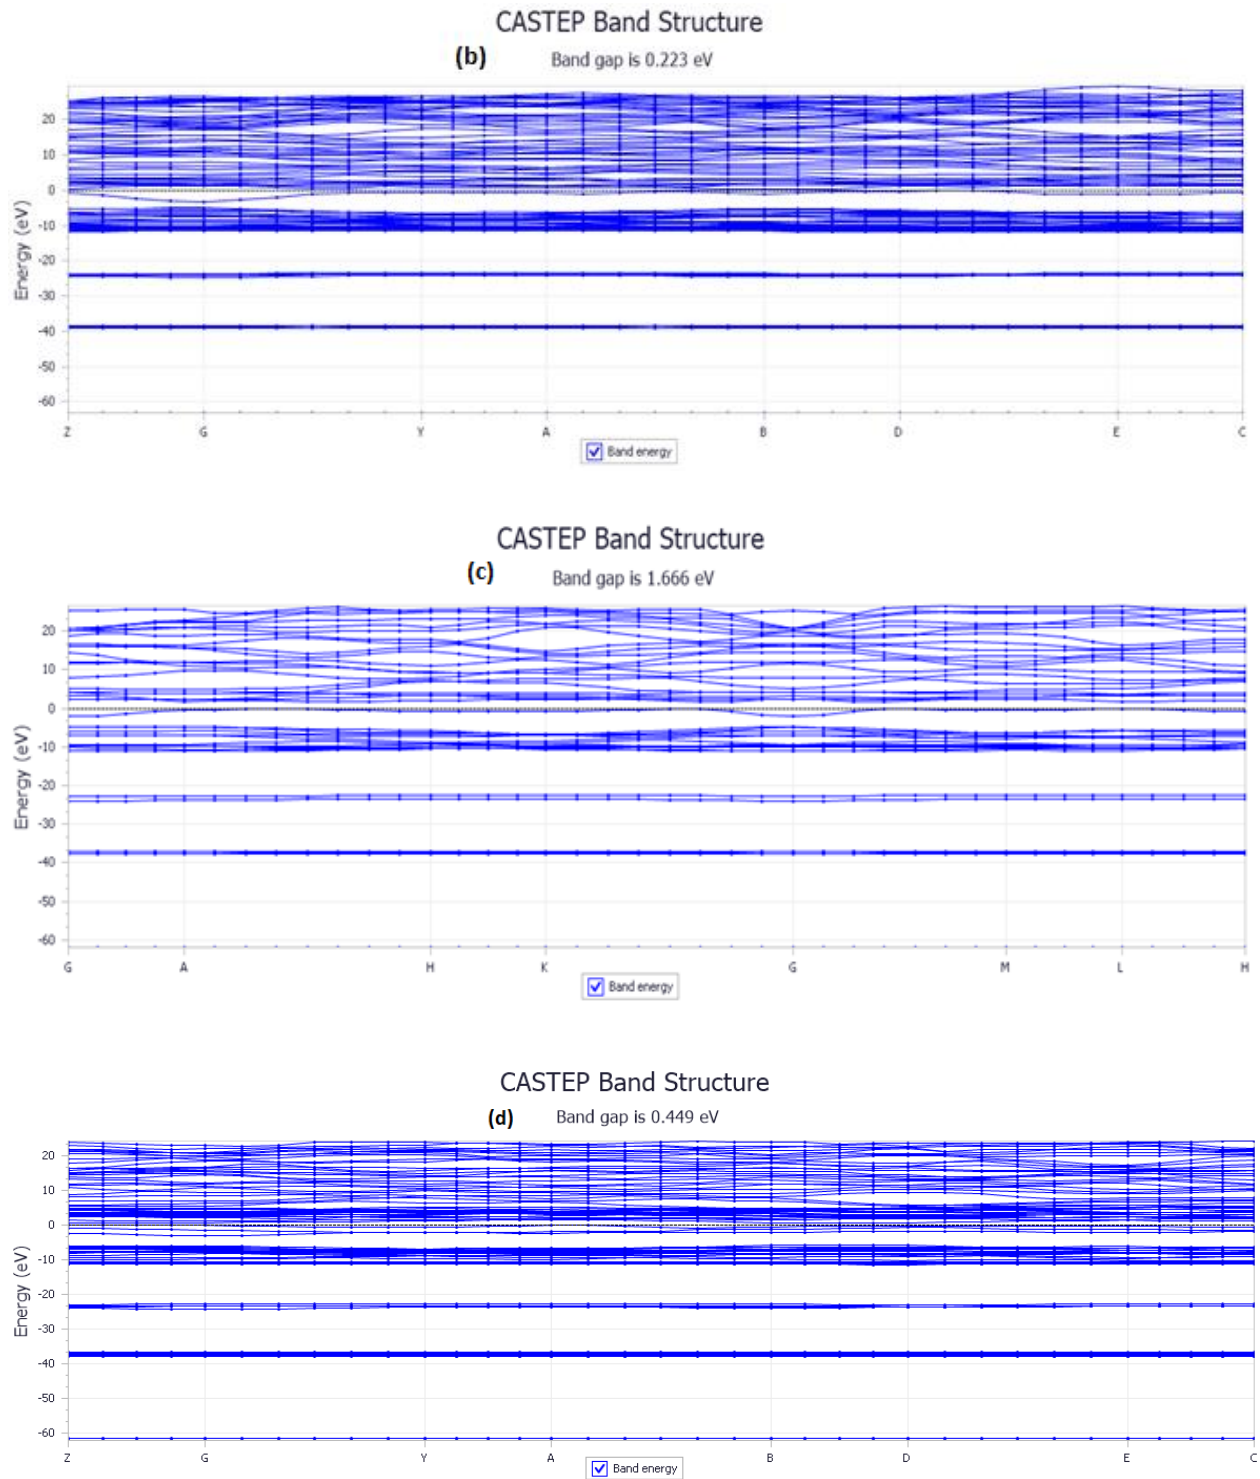 CASTEP Band Structure
(b) Band gap is 0.223 eV
Energy (eV)
20
10
0
-10
-20
-30
-40
-50
-60
Z G Y A B D E C
Band energy
CASTEP Band Structure
(c) Band gap is 1.666 eV
Energy (eV)
20
10
0
-10
-20
-30
-40
-50
-60
G A H K G M L H
Band energy
CASTEP Band Structure
(d) Band gap is 0.449 eV
Energy (eV)
20
10
0
-10
-20
-30
-40
-50
-60
Z G Y A B D E C
Band energy